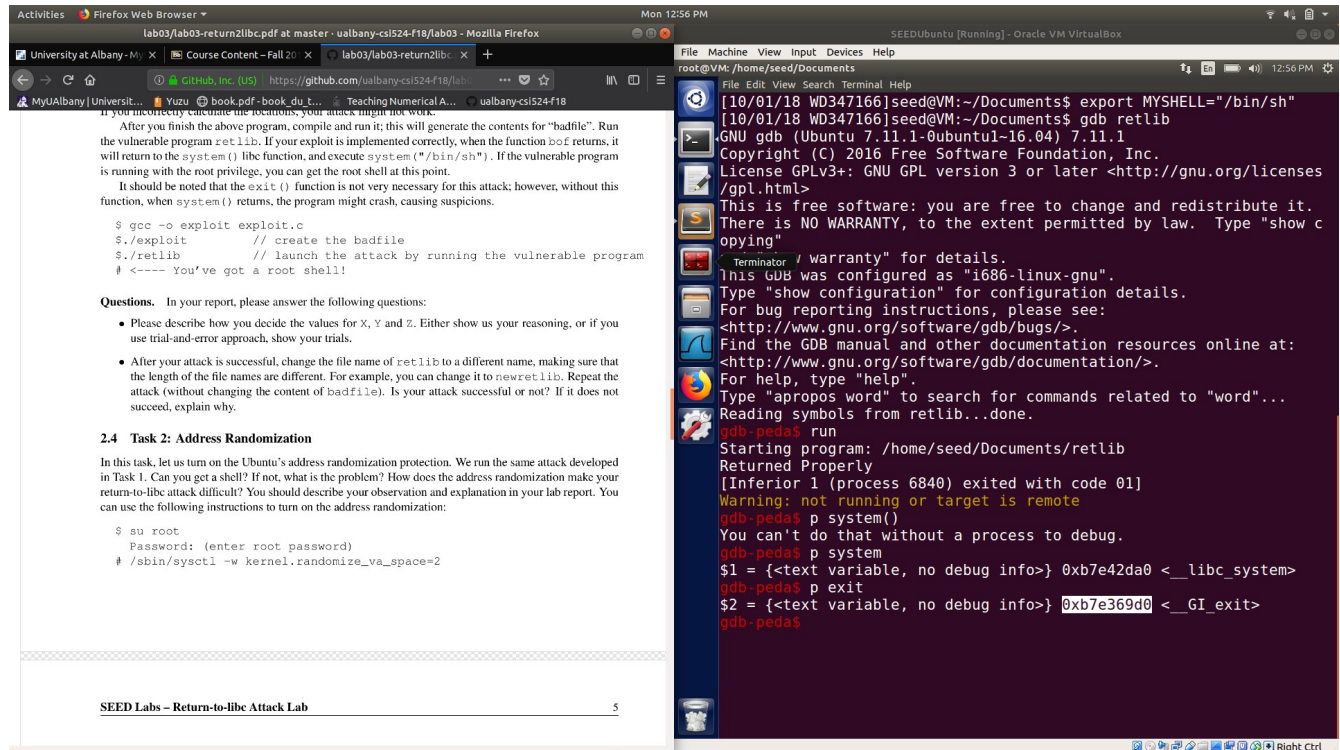 Activities Firefox Web Browser Mon 12:56 PM
lab03/lab03-return2libc.pdf at master · ualbany-csi524-f18/lab03 - Mozilla Firefox
University at Albany - My
Course Content – Fall 20
lab03/lab03-return2libc
GitHub, Inc. (US) https://github.com/ualbany-csi524-f18/lab0
MyUAlbany | Universit... Yuzu book.pdf - book_du_t... Teaching Numerical A... ualbany-csi524-f18
If you incorrectly calculate the locations, your attack might not work.
After you finish the above program, compile and run it; this will generate the contents for “badfile”. Run
the vulnerable program retlib. If your exploit is implemented correctly, when the function bof returns, it
will return to the system() libc function, and execute system("/bin/sh"). If the vulnerable program
is running with the root privilege, you can get the root shell at this point.
It should be noted that the exit() function is not very necessary for this attack; however, without this
function, when system() returns, the program might crash, causing suspicions.
$ gcc -o exploit exploit.c
$./exploit // create the badfile
$./retlib // launch the attack by running the vulnerable program
# <---- You've got a root shell!
Questions. In your report, please answer the following questions:
• Please describe how you decide the values for X, Y and Z. Either show us your reasoning, or if you
use trial-and-error approach, show your trials.
• After your attack is successful, change the file name of retlib to a different name, making sure that
the length of the file names are different. For example, you can change it to newretlib. Repeat the
attack (without changing the content of badfile). Is your attack successful or not? If it does not
succeed, explain why.
2.4 Task 2: Address Randomization
In this task, let us turn on the Ubuntu’s address randomization protection. We run the same attack developed
in Task 1. Can you get a shell? If not, what is the problem? How does the address randomization make your
return-to-libc attack difficult? You should describe your observation and explanation in your lab report. You
can use the following instructions to turn on the address randomization:
$ su root
Password: (enter root password)
# /sbin/sysctl -w kernel.randomize_va_space=2
SEED Labs – Return-to-libc Attack Lab 5
SEEDUbuntu [Running] - Oracle VM VirtualBox
File Machine View Input Devices Help
root@VM: /home/seed/Documents En 12:56 PM
File Edit View Search Terminal Help
[10/01/18 WD347166]seed@VM:~/Documents$ export MYSHELL="/bin/sh"
[10/01/18 WD347166]seed@VM:~/Documents$ gdb retlib
GNU gdb (Ubuntu 7.11.1-0ubuntu1~16.04) 7.11.1
Copyright (C) 2016 Free Software Foundation, Inc.
License GPLv3+: GNU GPL version 3 or later <http://gnu.org/licenses
/gpl.html>
This is free software: you are free to change and redistribute it.
There is NO WARRANTY, to the extent permitted by law. Type "show c
opying"
Terminator
warranty" for details.
This GDB was configured as "i686-linux-gnu".
Type "show configuration" for configuration details.
For bug reporting instructions, please see:
<http://www.gnu.org/software/gdb/bugs/>.
Find the GDB manual and other documentation resources online at:
<http://www.gnu.org/software/gdb/documentation/>.
For help, type "help".
Type "apropos word" to search for commands related to "word"...
Reading symbols from retlib...done.
gdb-peda$ run
Starting program: /home/seed/Documents/retlib
Returned Properly
[Inferior 1 (process 6840) exited with code 01]
Warning: not running or target is remote
gdb-peda$ p system()
You can't do that without a process to debug.
gdb-peda$ p system
$1 = {<text variable, no debug info>} 0xb7e42da0 <__libc_system>
gdb-peda$ p exit
$2 = {<text variable, no debug info>} 0xb7e369d0 <__GI_exit>
gdb-peda$
Right Ctrl